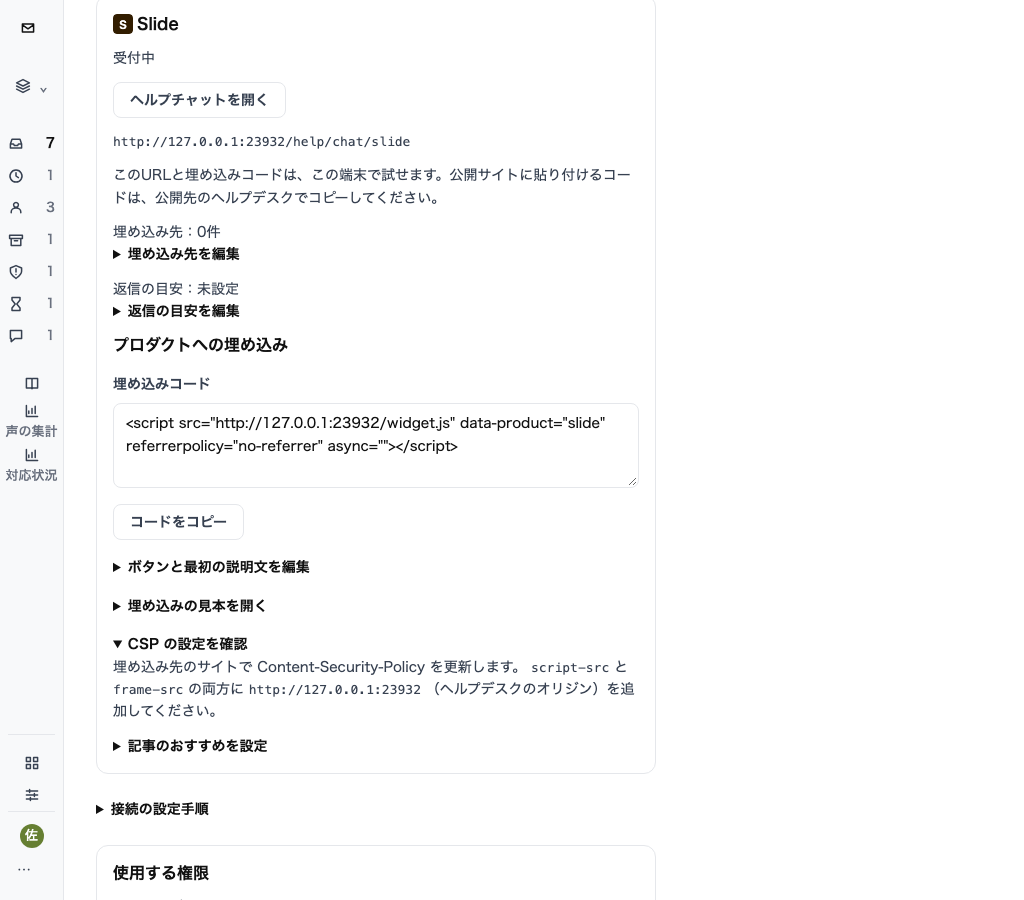 S Slide
受付中
ヘルプチャットを開く
http://127.0.0.1:23932/help/chat/slide
このURLと埋め込みコードは、この端末で試せます。公開サイトに貼り付けるコー
ドは、公開先のヘルプデスクでコピーしてください。
埋め込み先：0件
埋め込み先を編集
返信の目安：未設定
返信の目安を編集
プロダクトへの埋め込み
埋め込みコード
<script src="http://127.0.0.1:23932/widget.js" data-product="slide"
referrerpolicy="no-referrer" async=""></script>
コードをコピー
ボタンと最初の説明文を編集
埋め込みの見本を開く
CSP の設定を確認
埋め込み先のサイトで Content-Security-Policy を更新します。 script-src と
frame-src の両方に http://127.0.0.1:23932 （ヘルプデスクのオリジン）を追
加してください。
記事のおすすめを設定
接続の設定手順
使用する権限
7
1
3
1
1
1
1
声の集計
対応状況
佐
…